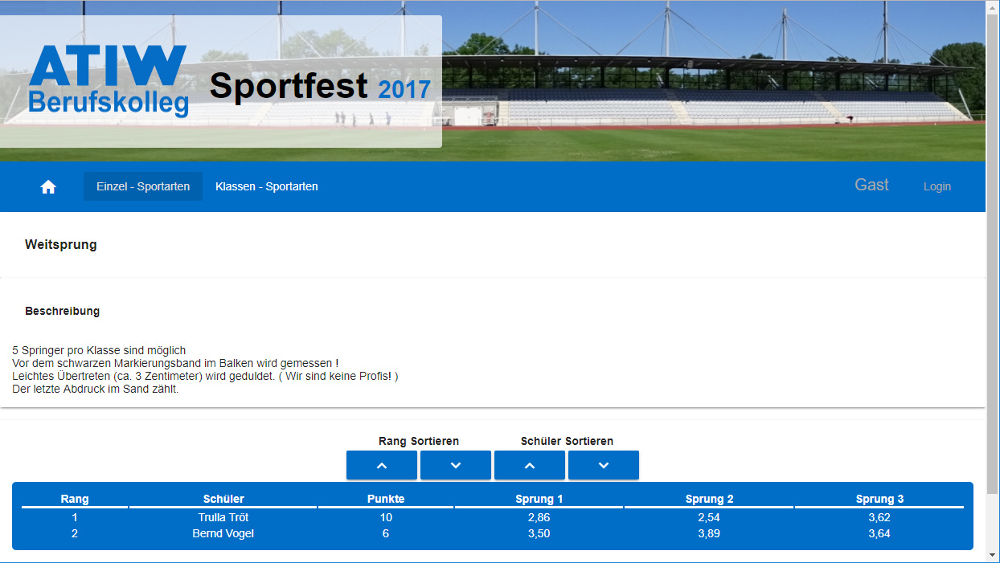 ATIW
Berufskolleg
Sportfest 2017
Einzel - Sportarten Klassen - Sportarten Gast Login
Weitsprung
Beschreibung
5 Springer pro Klasse sind möglich
Vor dem schwarzen Markierungsband im Balken wird gemessen !
Leichtes Übertreten (ca. 3 Zentimeter) wird geduldet. ( Wir sind keine Profis! )
Der letzte Abdruck im Sand zählt.
Rang Sortieren Schüler Sortieren
Rang Schüler Punkte Sprung 1 Sprung 2 Sprung 3
1 Trulla Tröt 10 2,86 2,54 3,62
2 Bernd Vogel 6 3,50 3,89 3,64